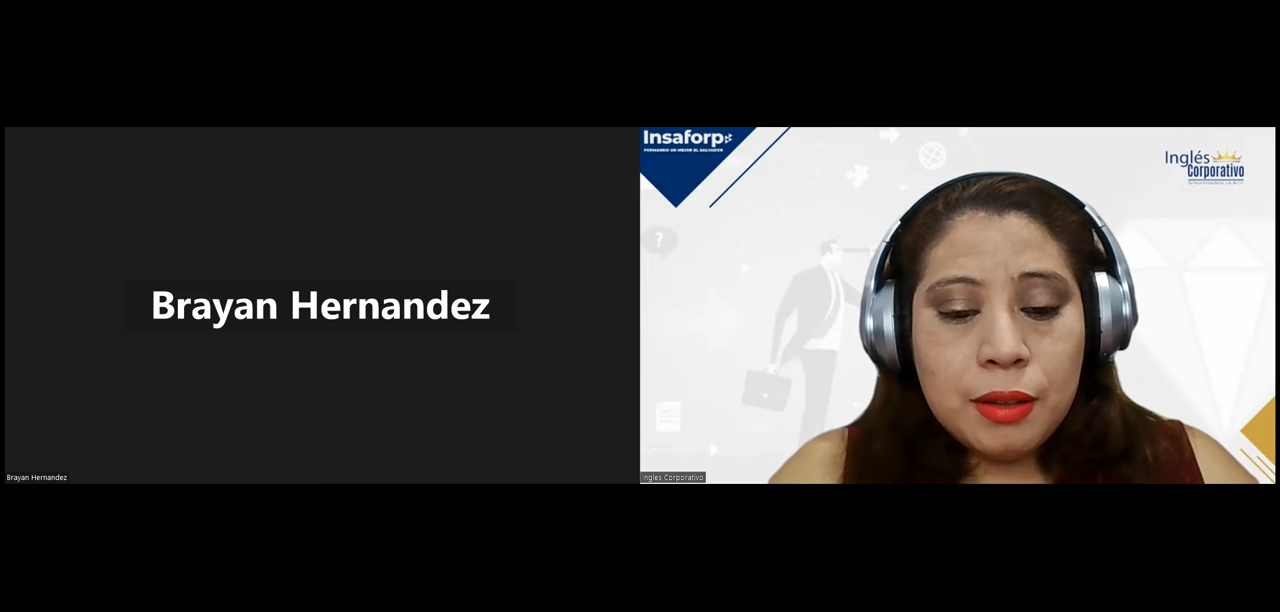 Brayan Hernandez
Brayan Hernandez
Insaforp
FORMANDO UN MEJOR EL SALVADOR
?
Inglés
Corporativo
Ingles Corporativo